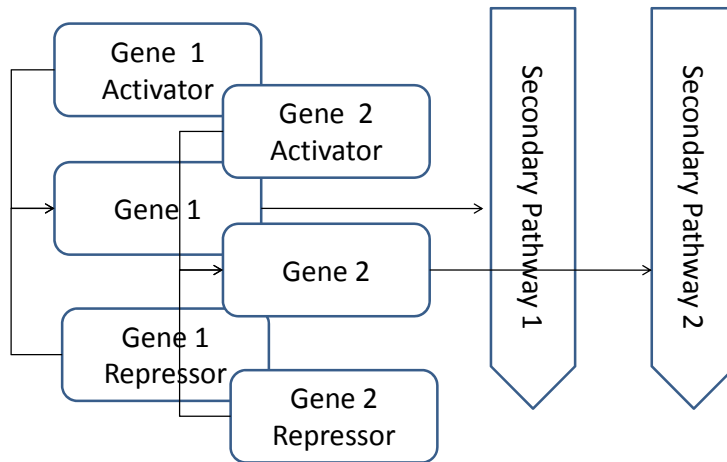 Gene 1
Activator
Gene 2
Activator
Gene 1
Gene 2
Gene 1
Repressor
Gene 2
Repressor
Secondary Pathway 1
Secondary Pathway 2